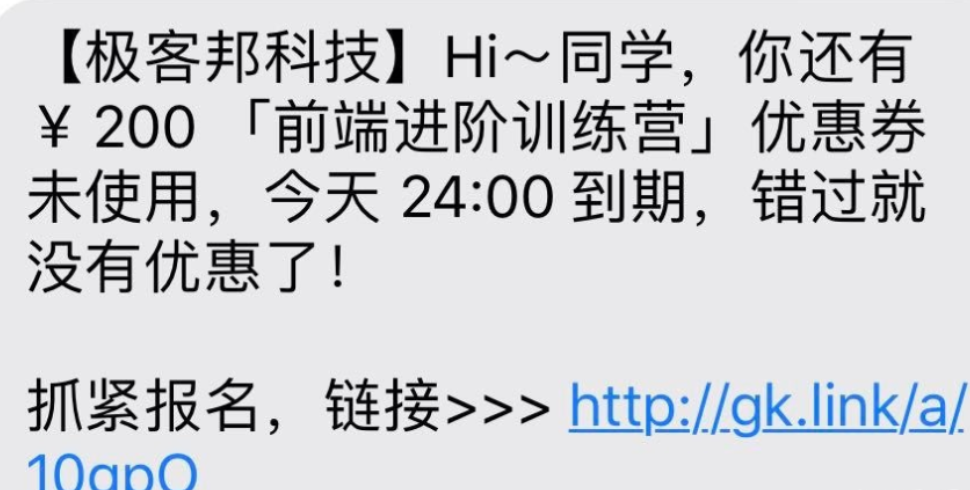 【极客邦科技】Hi～同学，你还有
¥ 200 「前端进阶训练营」优惠券
未使用，今天 24:00 到期，错过就
没有优惠了！
抓紧报名，链接>>> http://gk.link/a/